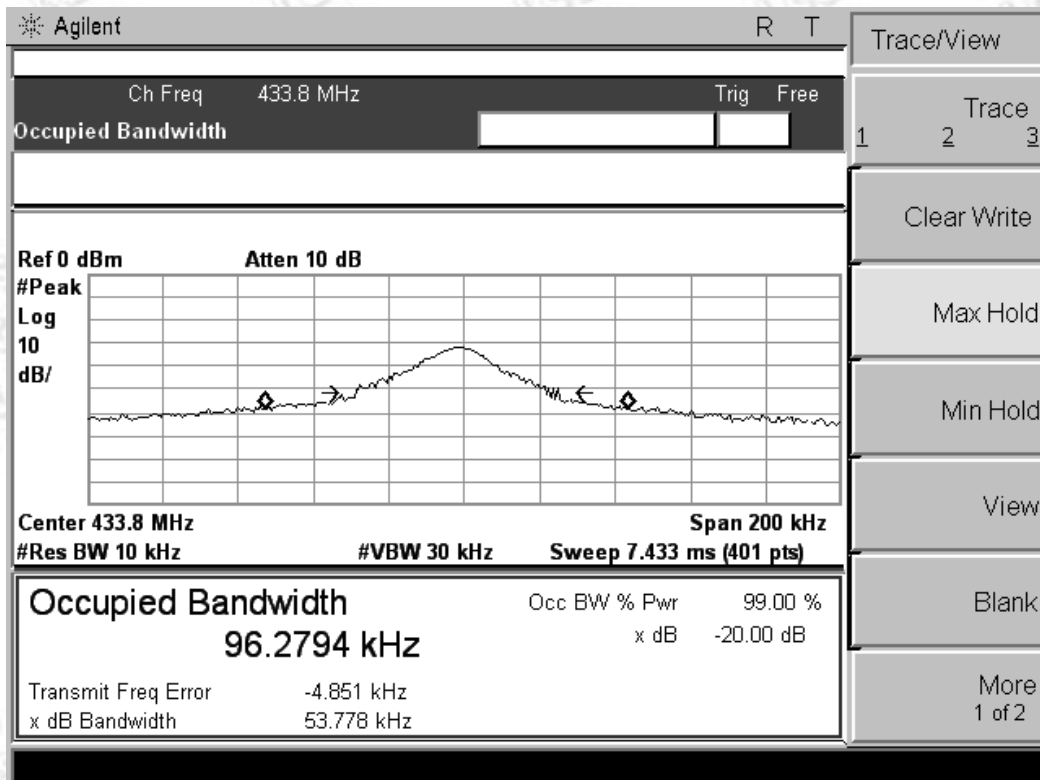 Agilent R T
Ch Freq 433.8 MHz Trig Free
Occupied Bandwidth
Ref 0 dBm Atten 10 dB
#Peak
Log
10
dB/
Center 433.8 MHz Span 200 kHz
#Res BW 10 kHz #VBW 30 kHz Sweep 7.433 ms (401 pts)
Occupied Bandwidth Occ BW % Pwr 99.00 %
96.2794 kHz x dB -20.00 dB
Transmit Freq Error -4.851 kHz
x dB Bandwidth 53.778 kHz
Trace/View
Trace
1 2 3
Clear Write
Max Hold
Min Hold
View
Blank
More
1 of 2